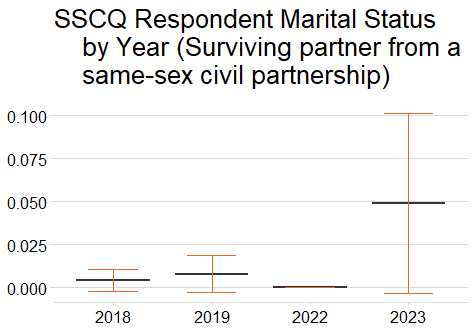 SSCQ Respondent Marital Status
by Year (Surviving partner from a
same-sex civil partnership)
0.100
0.075
0.050
0.025
0.000
2018 2019 2022 2023